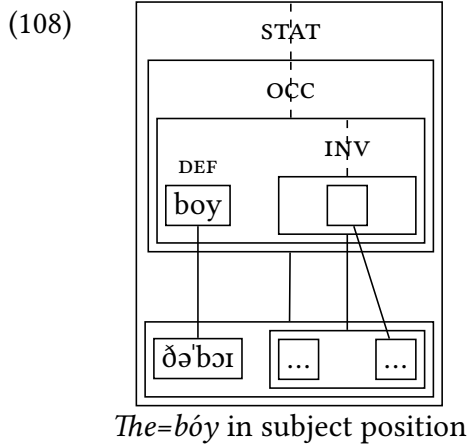 (108)
STAT
OCC
INV
DEF
boy
ðəˈbɔɪ
...
...
The=bóy in subject position